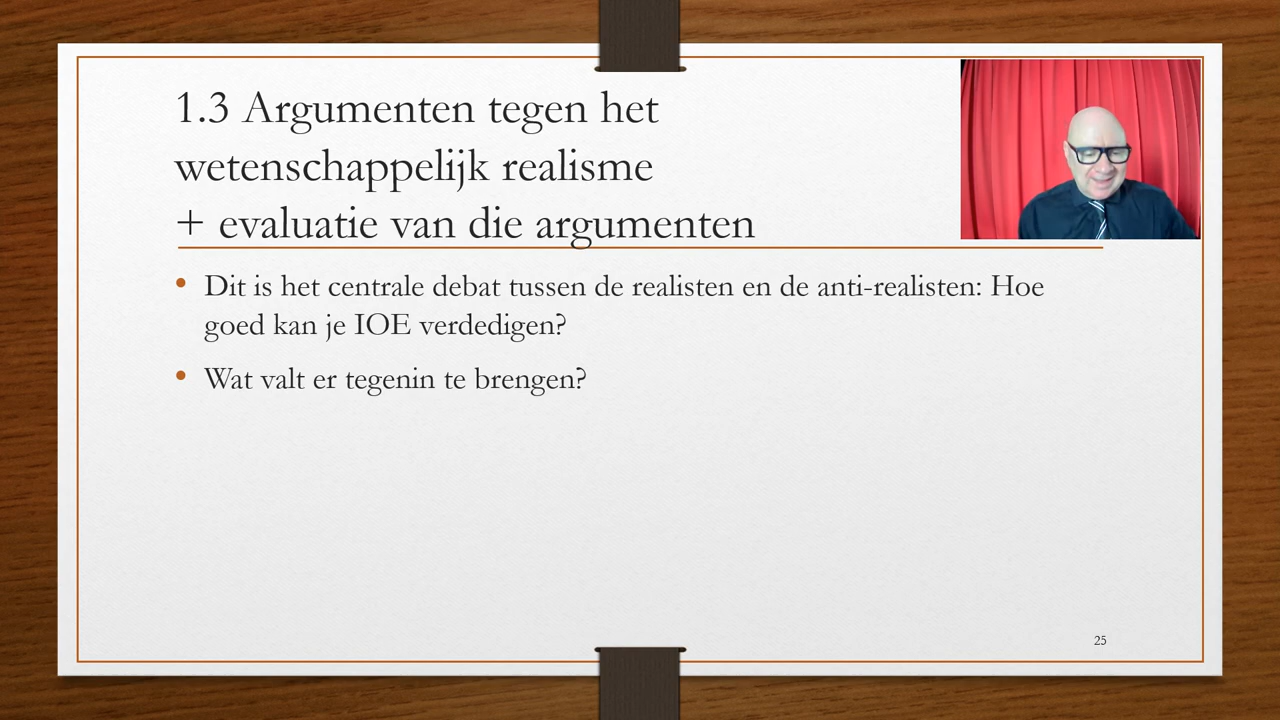 1.3 Argumenten tegen het
wetenschappelijk realisme
+ evaluatie van die argumenten
• Dit is het centrale debat tussen de realisten en de anti-realisten: Hoe
goed kan je IOE verdedigen?
• Wat valt er tegenin te brengen?
25